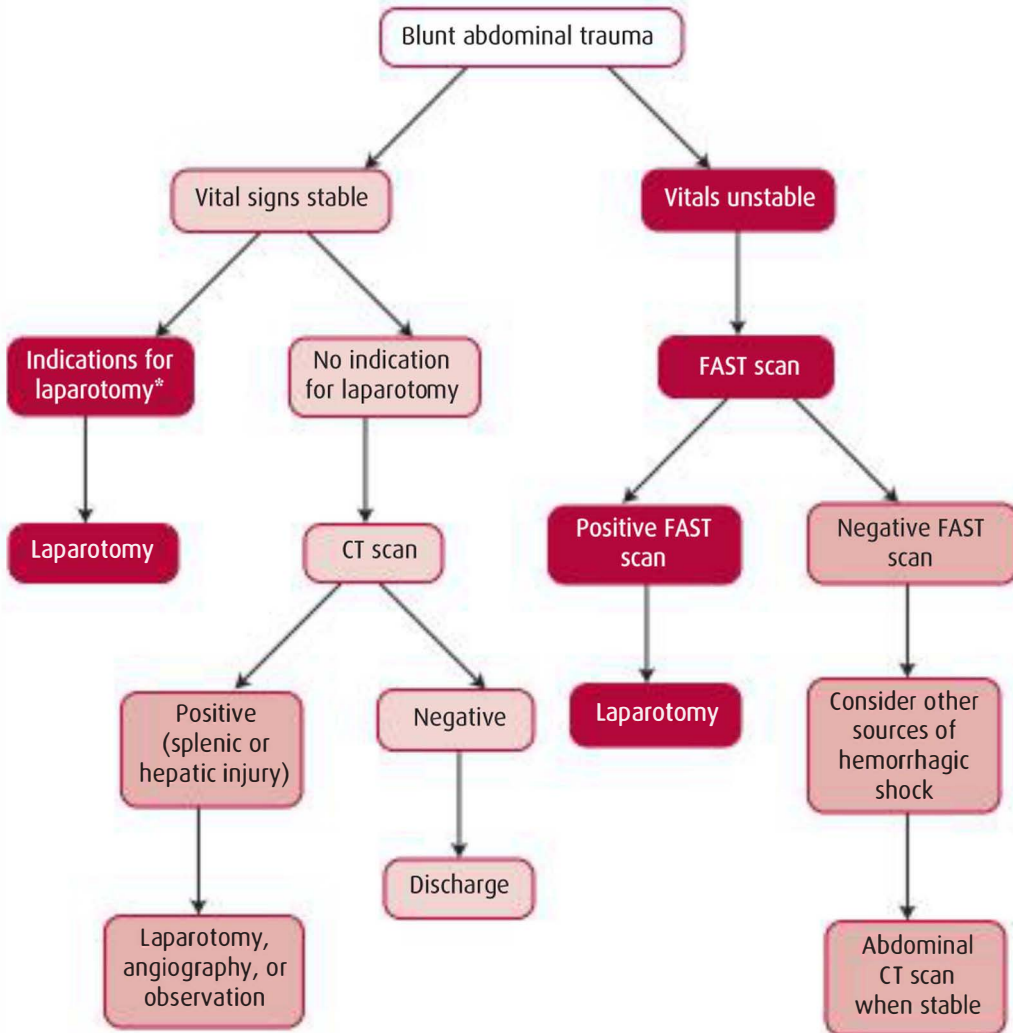 Blunt abdominal trauma
Vital signs stable
Vitals unstable
Indications for
laparotomy*
No indication
for laparotomy
FAST scan
Laparotomy
CT scan
Positive FAST
scan
Negative FAST
scan
Positive
(splenic or
hepatic injury)
Negative
Laparotomy
Consider other
sources of
hemorrhagic
shock
Discharge
Laparotomy,
angiography, or
observation
Abdominal
CT scan
when stable